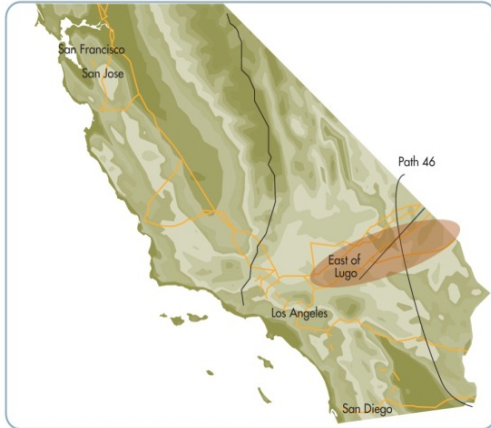 San Francisco
San Jose
Path 46
East of
Lugo
Los Angeles
San Diego